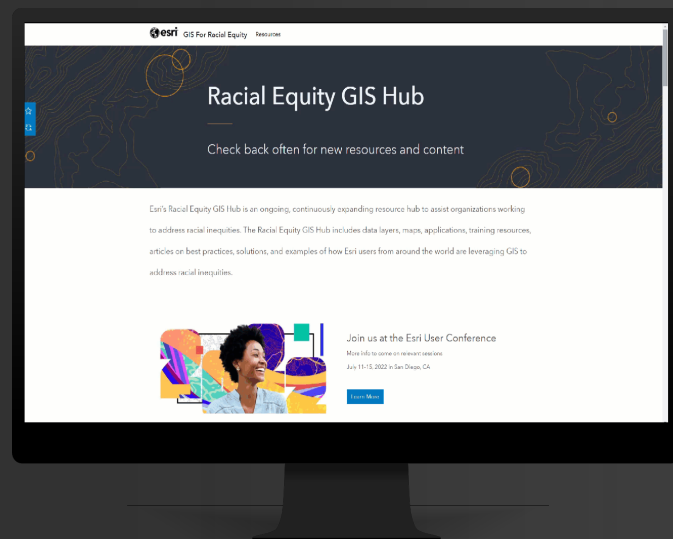 esri GIS For Racial Equity Resources
Racial Equity GIS Hub
Check back often for new resources and content
Esri's Racial Equity GIS Hub is an ongoing, continuously expanding resource hub to assist organizations working
to address racial inequities. The Racial Equity GIS Hub includes data layers, maps, applications, training resources,
articles on best practices, solutions, and examples of how Esri users from around the world are leveraging GIS to
address racial inequities.
Join us at the Esri User Conference
More info to come on relevant sessions
July 11-15, 2022 in San Diego, CA
Learn More